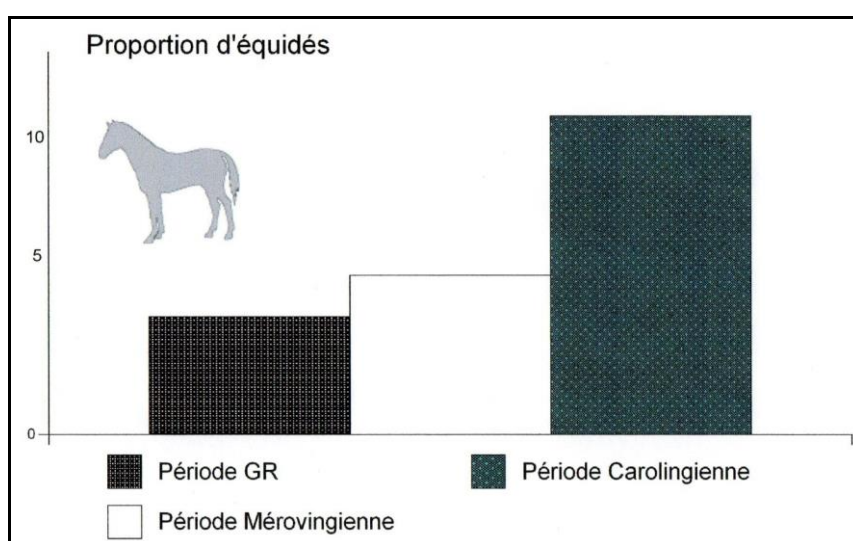 Proportion d'équidés
10
5
0
Période GR
Période Carolingienne
Période Mérovingienne